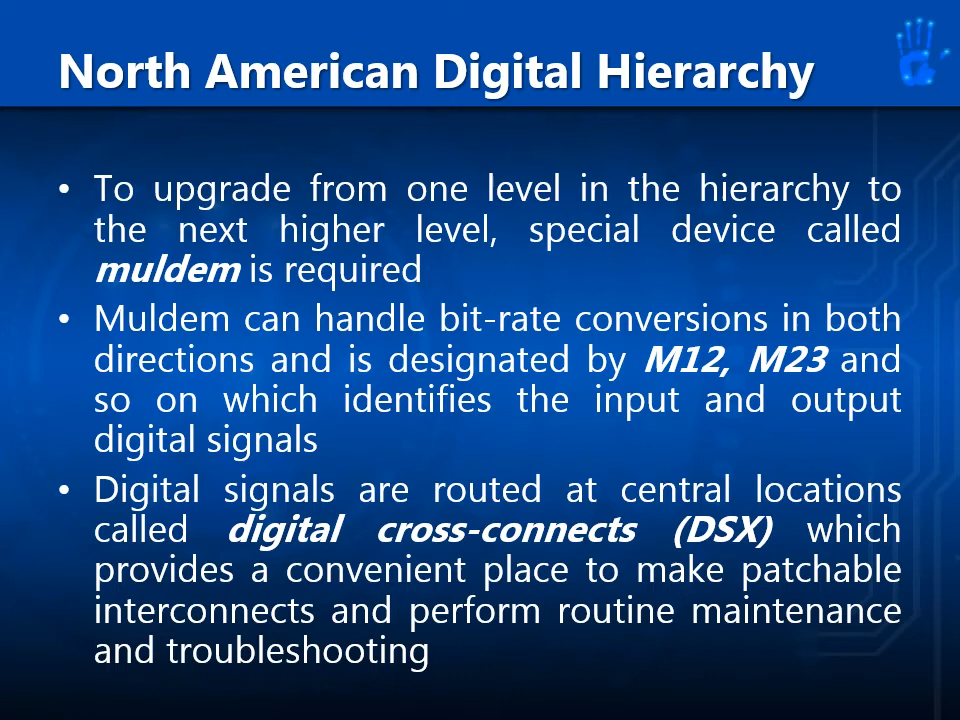 North American Digital Hierarchy
• To upgrade from one level in the hierarchy to
the next higher level, special device called
muldem is required
• Muldem can handle bit-rate conversions in both
directions and is designated by M12, M23 and
so on which identifies the input and output
digital signals
• Digital signals are routed at central locations
called digital cross-connects (DSX) which
provides a convenient place to make patchable
interconnects and perform routine maintenance
and troubleshooting